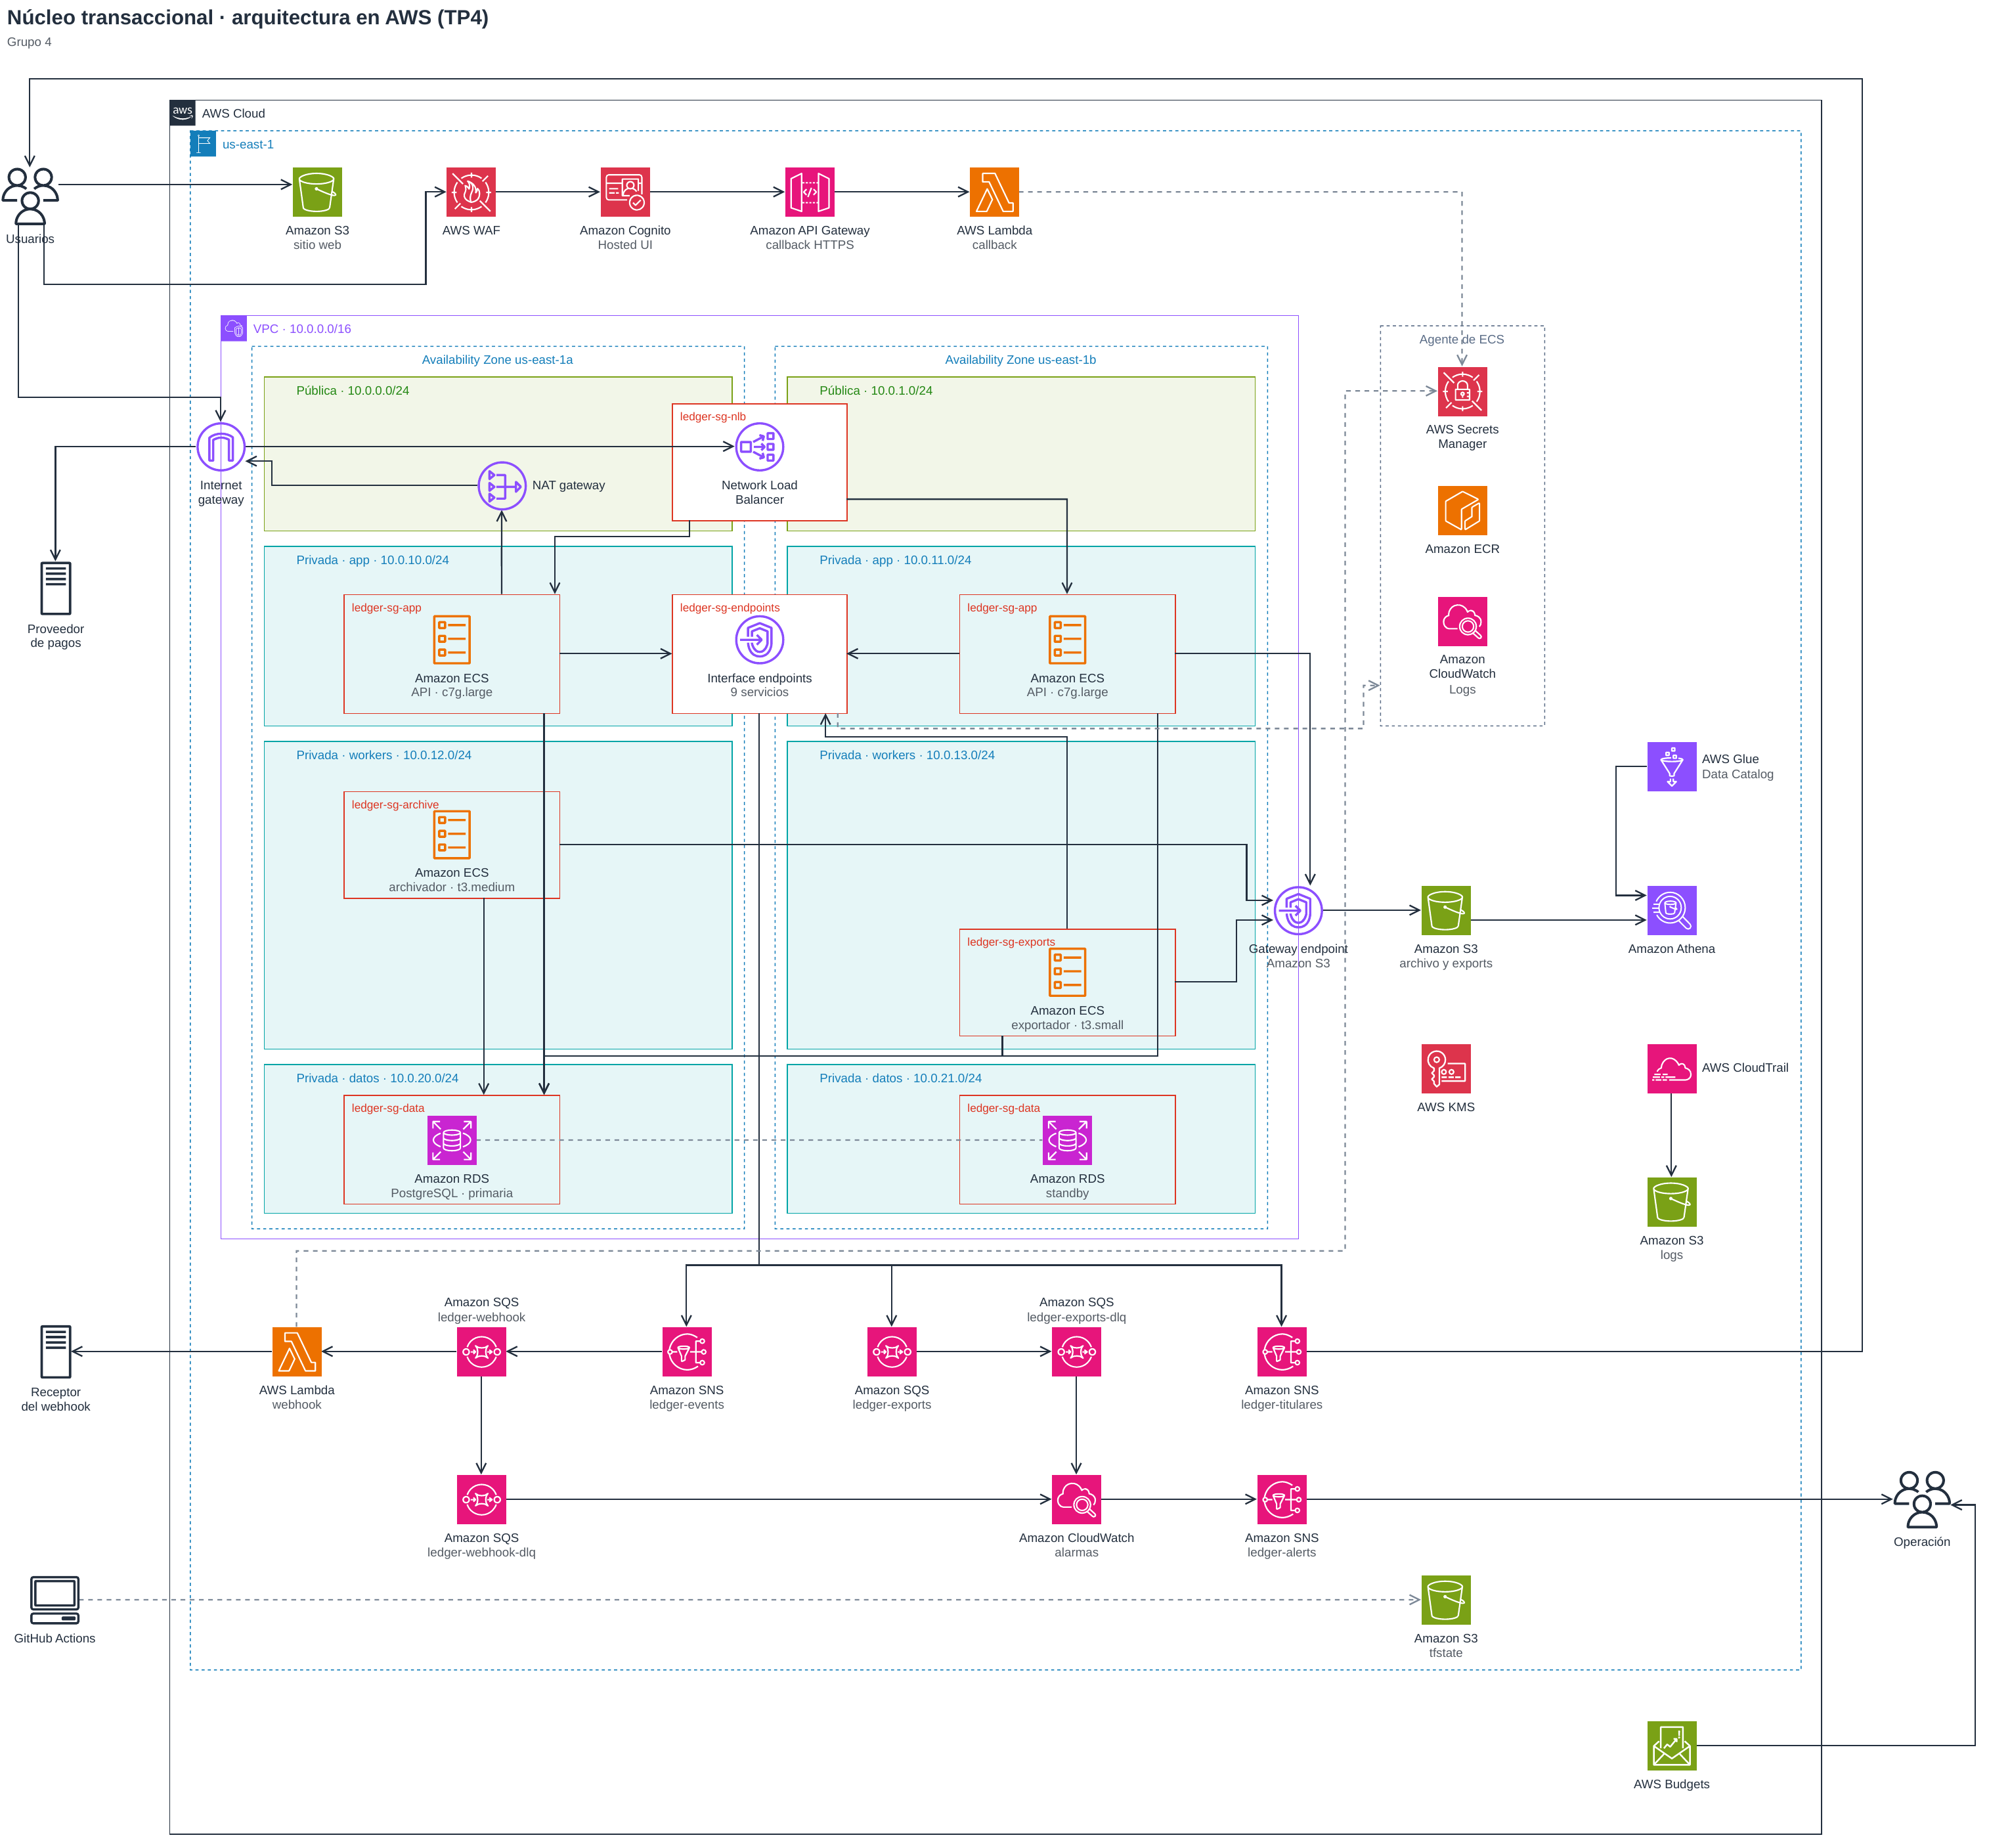 Núcleo transaccional · arquitectura en AWS (TP4)
Grupo 4
aws
AWS Cloud
us-east-1
Usuarios
Amazon S3
sitio web
AWS WAF
Amazon Cognito
Hosted UI
Amazon API Gateway
callback HTTPS
AWS Lambda
callback
VPC · 10.0.0.0/16
Availability Zone us-east-1a
Availability Zone us-east-1b
Agente de ECS
Pública · 10.0.0.0/24
Pública · 10.0.1.0/24
ledger-sg-nlb
Internet
gateway
NAT gateway
Network Load
Balancer
AWS Secrets
Manager
Amazon ECR
Privada · app · 10.0.10.0/24
Privada · app · 10.0.11.0/24
ledger-sg-app
ledger-sg-endpoints
ledger-sg-app
Proveedor
de pagos
Amazon ECS
API · c7g.large
Interface endpoints
9 servicios
Amazon ECS
API · c7g.large
Amazon
CloudWatch
Logs
Privada · workers · 10.0.12.0/24
Privada · workers · 10.0.13.0/24
AWS Glue
Data Catalog
ledger-sg-archive
Amazon ECS
archivador · t3.medium
ledger-sg-exports
Amazon ECS
exportador · t3.small
Gateway endpoint
Amazon S3
Amazon S3
archivo y exports
Amazon Athena
Privada · datos · 10.0.20.0/24
Privada · datos · 10.0.21.0/24
ledger-sg-data
ledger-sg-data
Amazon RDS
PostgreSQL · primaria
Amazon RDS
standby
AWS KMS
AWS CloudTrail
Amazon S3
logs
Amazon SQS
ledger-webhook
Amazon SQS
ledger-exports-dlq
Receptor
del webhook
AWS Lambda
webhook
Amazon SNS
ledger-events
Amazon SQS
ledger-exports
Amazon SNS
ledger-titulares
Amazon SQS
ledger-webhook-dlq
Amazon CloudWatch
alarmas
Amazon SNS
ledger-alerts
Operación
GitHub Actions
Amazon S3
tfstate
AWS Budgets